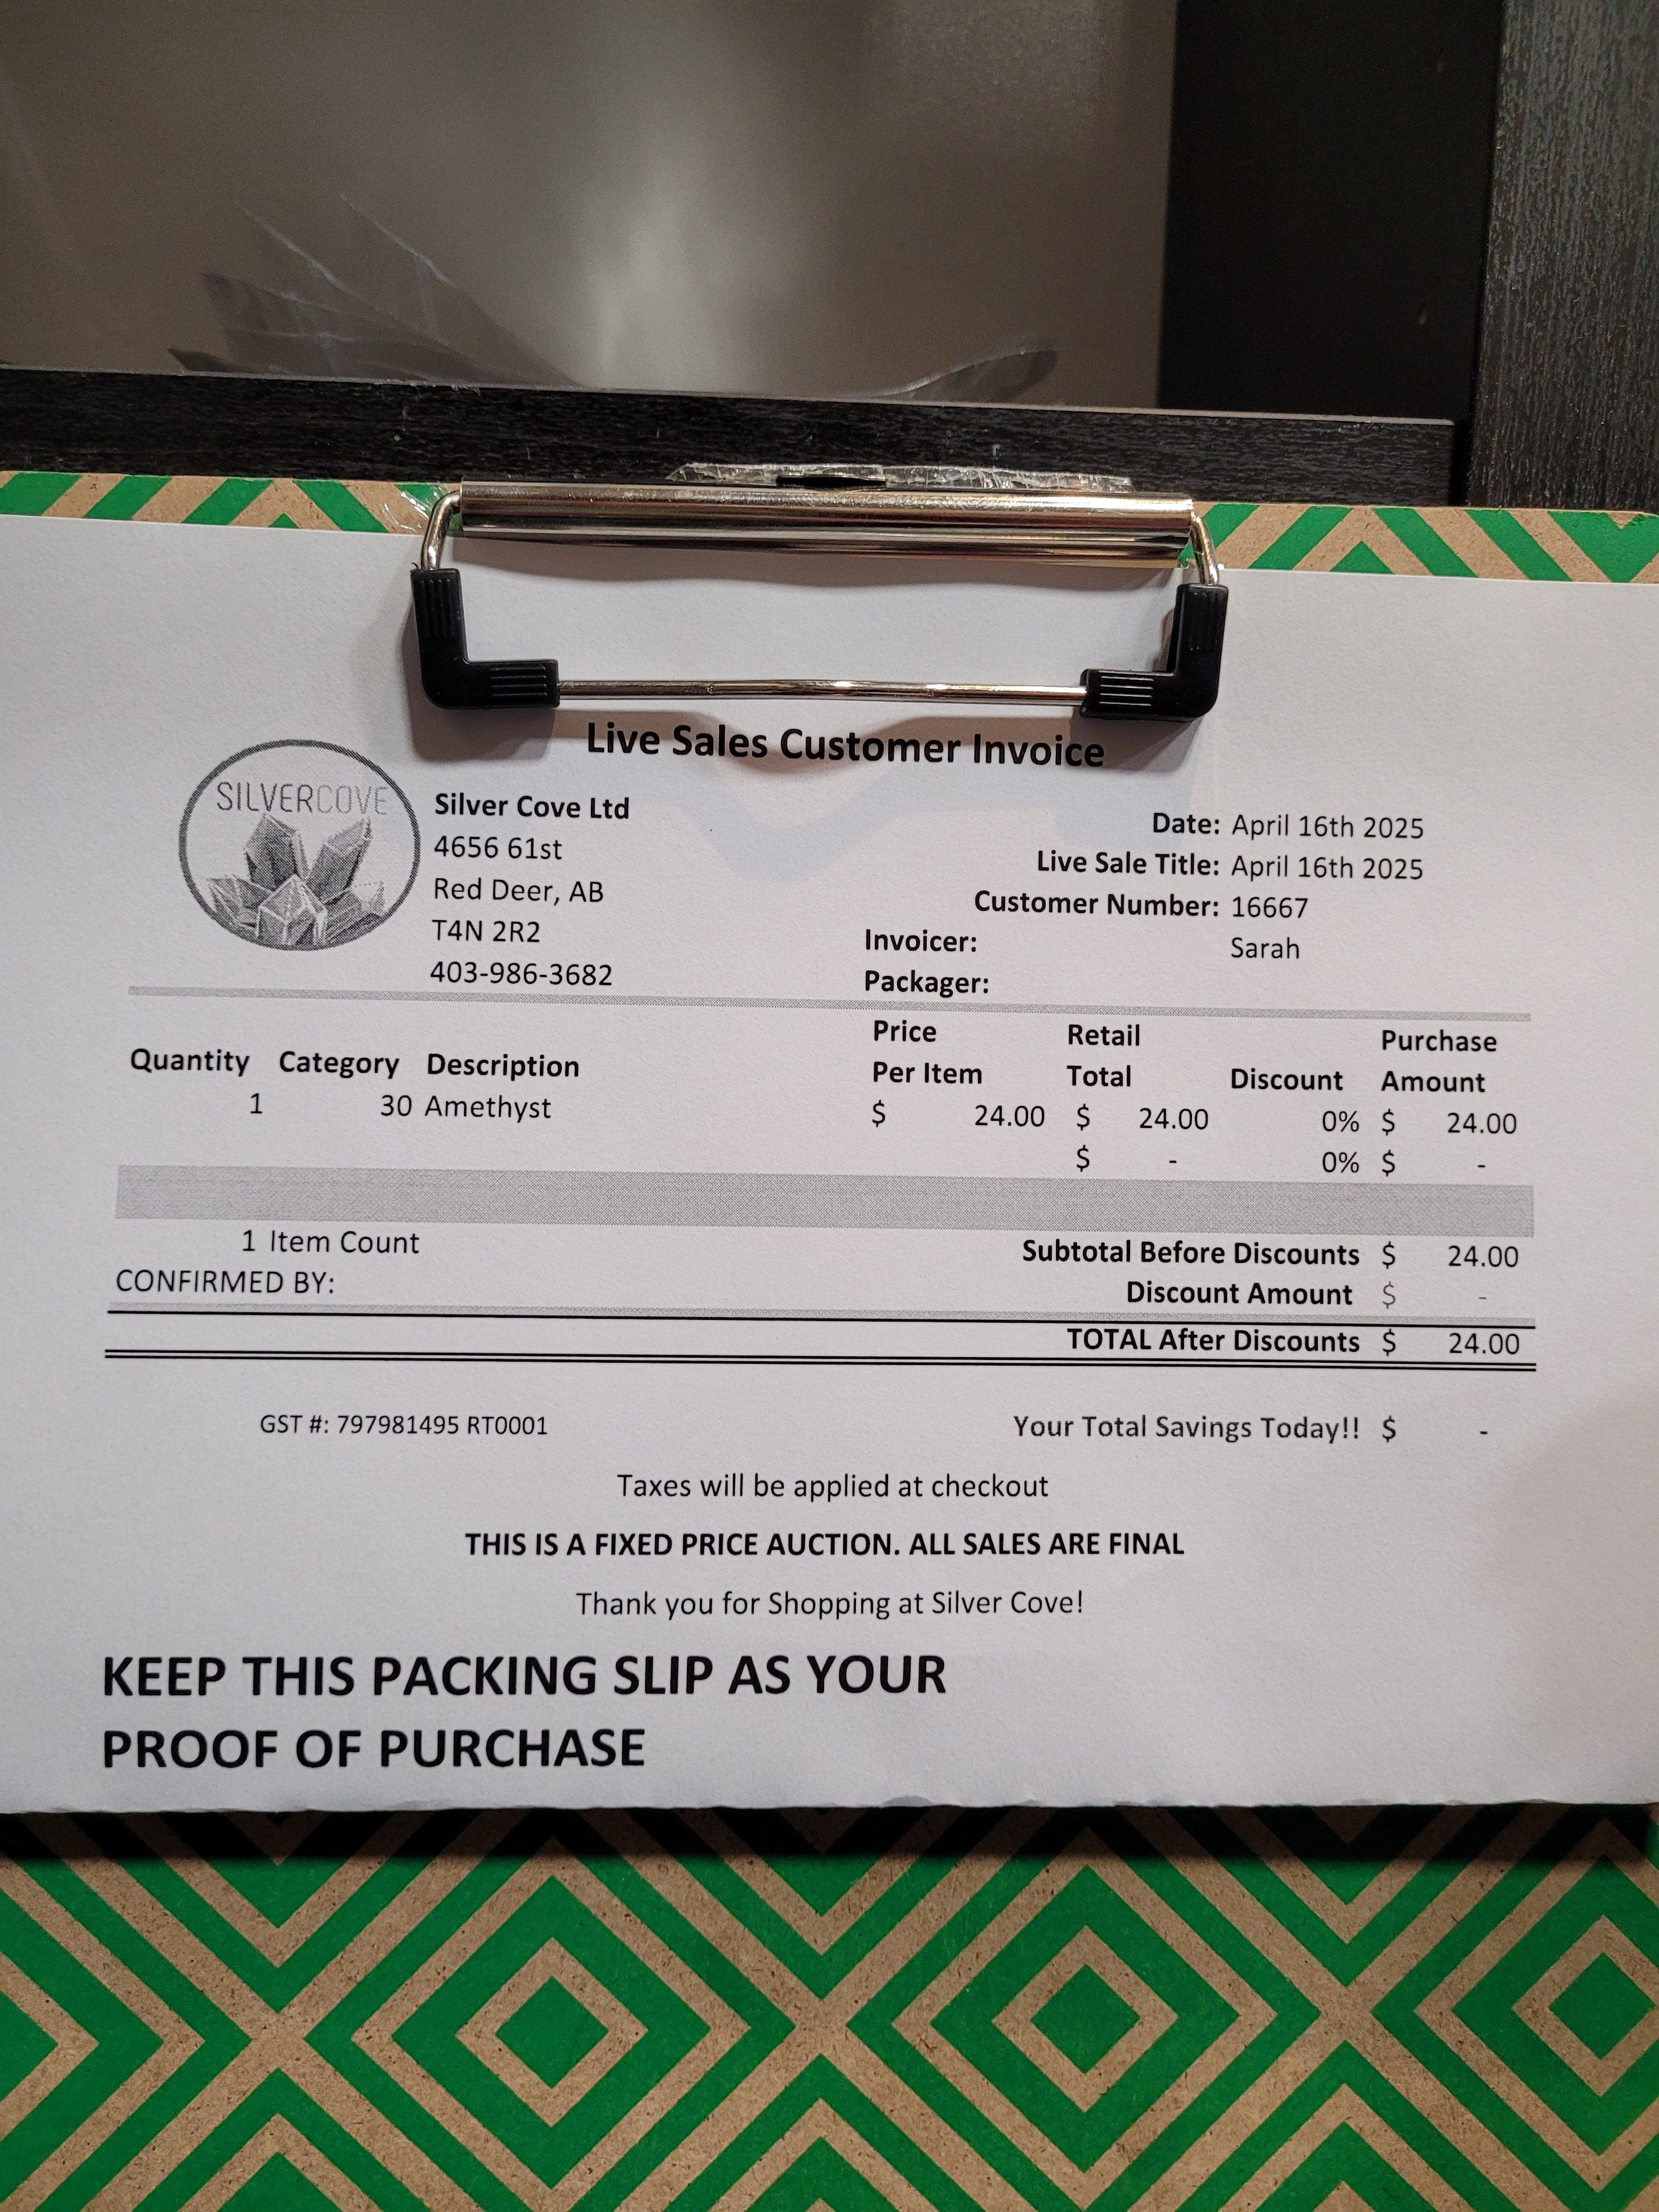 Live Sales Customer Invoice
SILVERCOVE
Silver Cove Ltd
4656 61st
Red Deer, AB
T4N 2R2
403-986-3682
Date: April 16th 2025
Live Sale Title: April 16th 2025
Customer Number: 16667
Invoicer: Sarah
Packager:
Quantity Category Description Price Per Item Retail Total Discount Purchase Amount
1 30 Amethyst $ 24.00 $ 24.00 0% $ 24.00
$ - 0% $ -
1 Item Count Subtotal Before Discounts $ 24.00
CONFIRMED BY: Discount Amount $ -
TOTAL After Discounts $ 24.00
GST #: 797981495 RT0001 Your Total Savings Today!! $ -
Taxes will be applied at checkout
THIS IS A FIXED PRICE AUCTION. ALL SALES ARE FINAL
Thank you for Shopping at Silver Cove!
KEEP THIS PACKING SLIP AS YOUR
PROOF OF PURCHASE